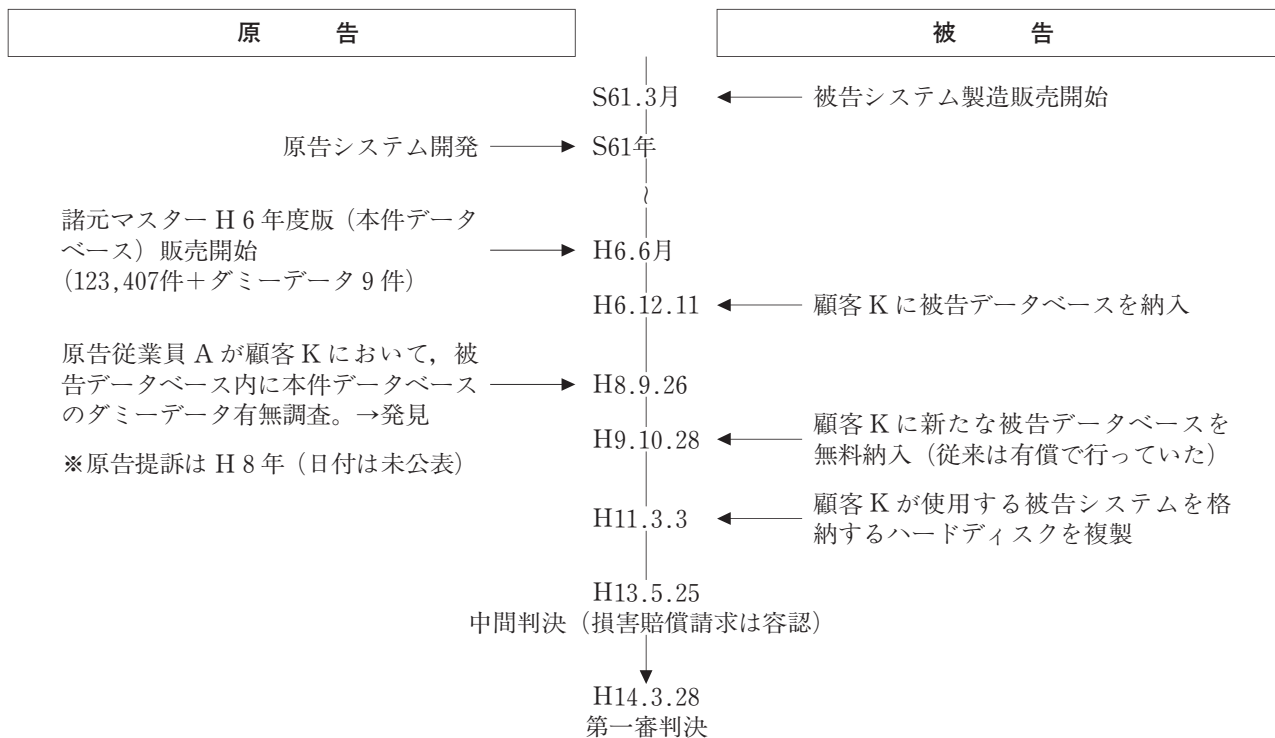 原　　　告
被　　　告
S61.3月
被告システム製造販売開始
原告システム開発
S61年
~
諸元マスター H 6 年度版（本件データ
ベース）販売開始
(123,407件＋ダミーデータ 9 件）
H6.6月
H6.12.11
顧客 K に被告データベースを納入
原告従業員 A が顧客 K において，被
告データベース内に本件データベース
のダミーデータ有無調査。→発見
H8.9.26
※原告提訴は H 8 年（日付は未公表）
H9.10.28
顧客 K に新たな被告データベースを
無料納入（従来は有償で行っていた）
H11.3.3
顧客 K が使用する被告システムを格
納するハードディスクを複製
H13.5.25
中間判決（損害賠償請求は容認）
H14.3.28
第一審判決